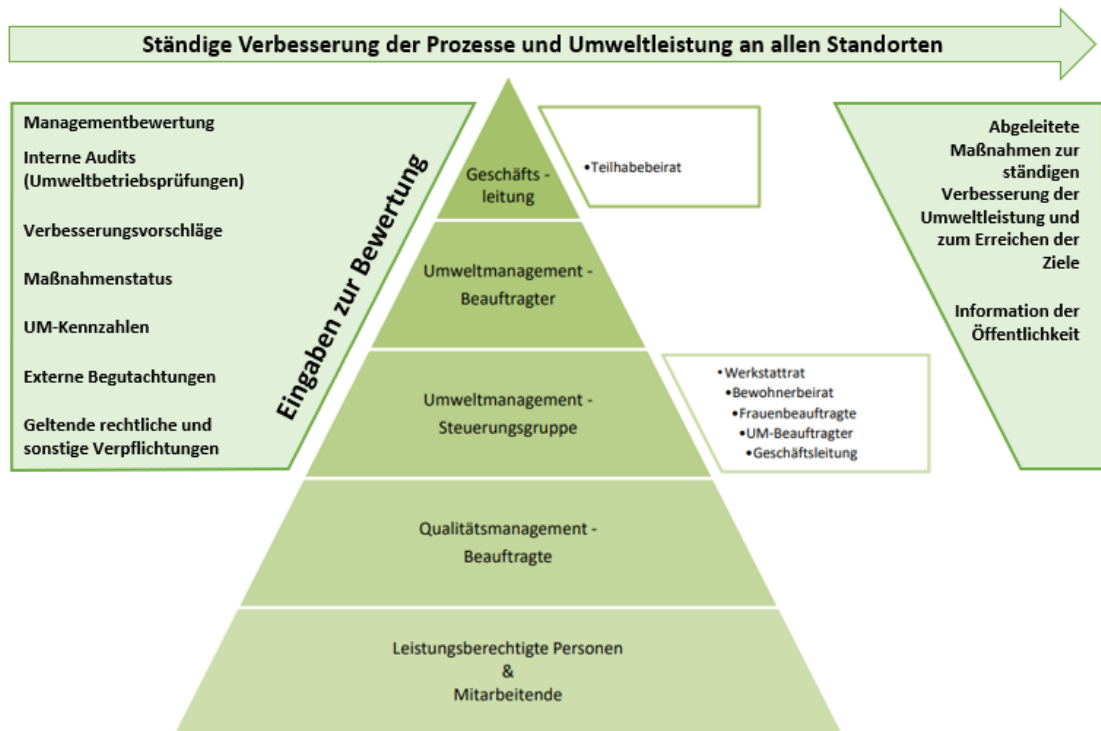 Ständige Verbesserung der Prozesse und Umweltleistung an allen Standorten
Managementbewertung
Interne Audits
(Umweltbetriebsprüfungen)
Verbesserungsvorschläge
Maßnahmenstatus
UM-Kennzahlen
Externe Begutachtungen
Geltende rechtliche und
sonstige Verpflichtungen
Eingaben zur Bewertung
Geschäfts -
leitung
•Teilhabebeirat
Umweltmanagement -
Beauftragter
Umweltmanagement -
Steuerungsgruppe
•Werkstattrat
•Bewohnerbeirat
•Frauenbeauftragte
•UM-Beauftragter
•Geschäftsleitung
Qualitätsmanagement -
Beauftragte
Leistungsberechtigte Personen
&
Mitarbeitende
Abgeleitete
Maßnahmen zur
ständigen
Verbesserung der
Umweltleistung und
zum Erreichen der
Ziele
Information der
Öffentlichkeit